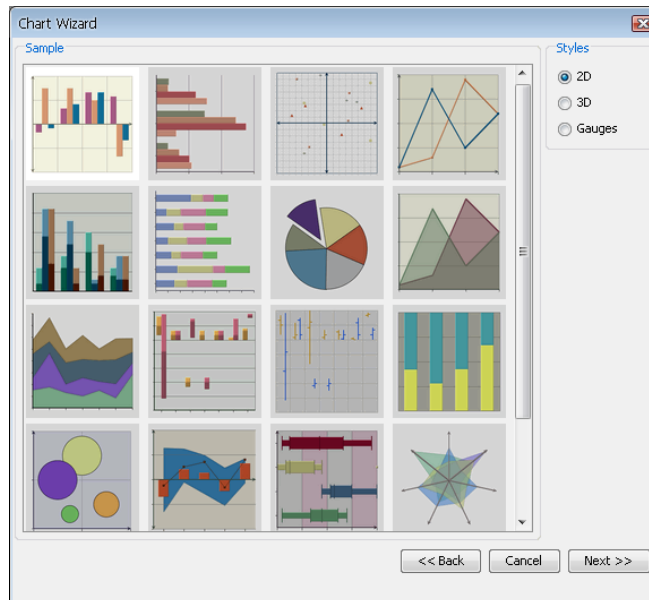 Chart Wizard
Sample
Styles
2D
3D
Gauges
<< Back
Cancel
Next >>